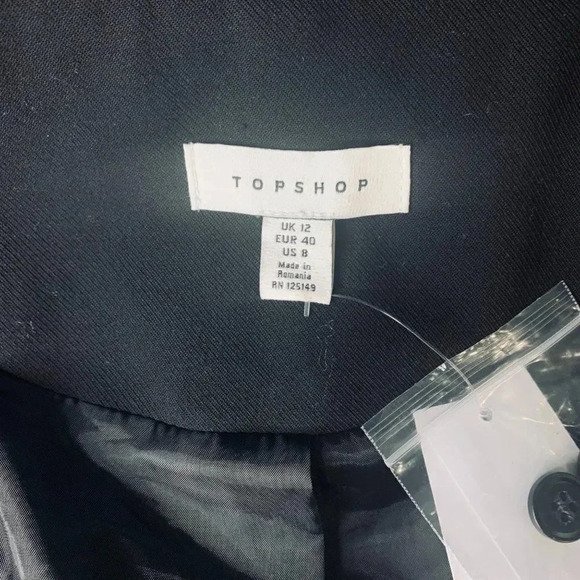 TOPSHOP
UK 12
EUR 40
US 8
Made in
Romania
RN 125149